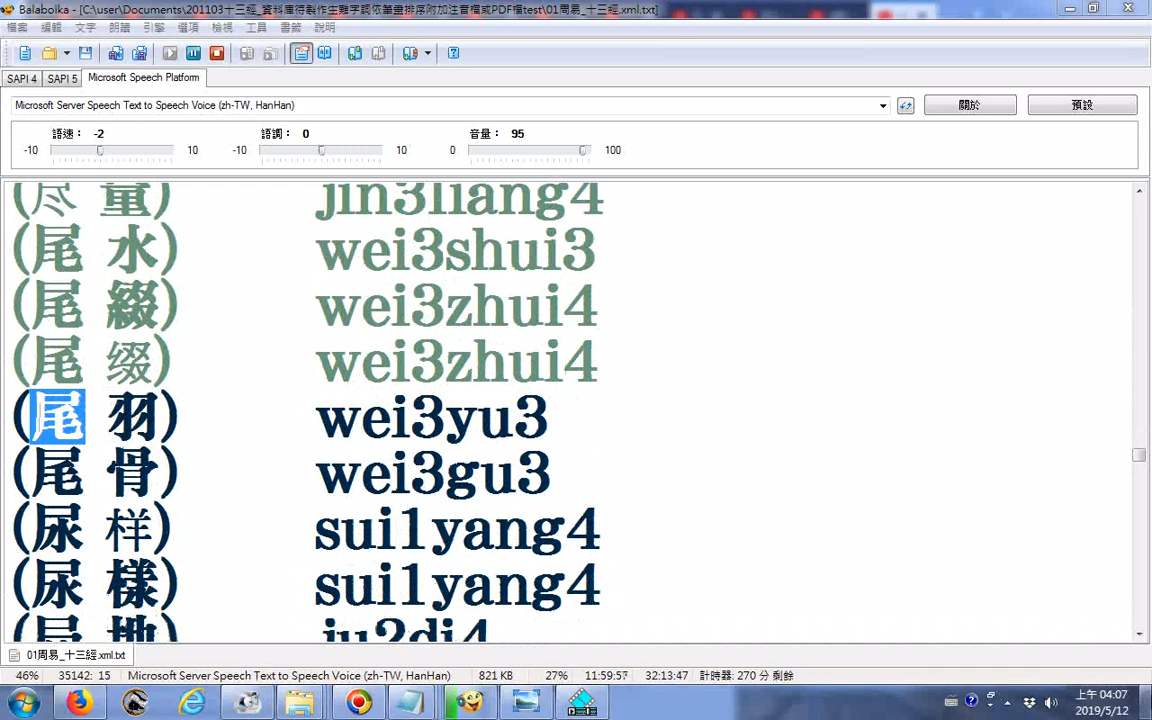 Balabolka - [C:\user\Documents\201103十三經_資料庫待製作生難字詞依筆畫排序附加注音檔或PDF檔test\01周易_十三經.xml.txt]
檔案 編輯 文字 朗讀 引擎 選項 檢視 工具 書籤 說明
SAPI 4 SAPI 5 Microsoft Speech Platform
Microsoft Server Speech Text to Speech Voice (zh-TW, HanHan) 關於 預設
語速： -2 語調： 0 音量： 95
-10 10 -10 10 0 100
(尽 量) jin3liang4
(尾 水) wei3shui3
(尾 綴) wei3zhui4
(尾 缀) wei3zhui4
(尾 羽) wei3yu3
(尾 骨) wei3gu3
(尿 样) sui1yang4
(尿 樣) sui1yang4
(局 地) ju2di4
01周易_十三經.xml.txt
46% 35142: 15 Microsoft Server Speech Text to Speech Voice (zh-TW, HanHan) 821 KB 27% 11:59:57 32:13:47 計時器: 270 分 剩餘
上午 04:07
2019/5/12